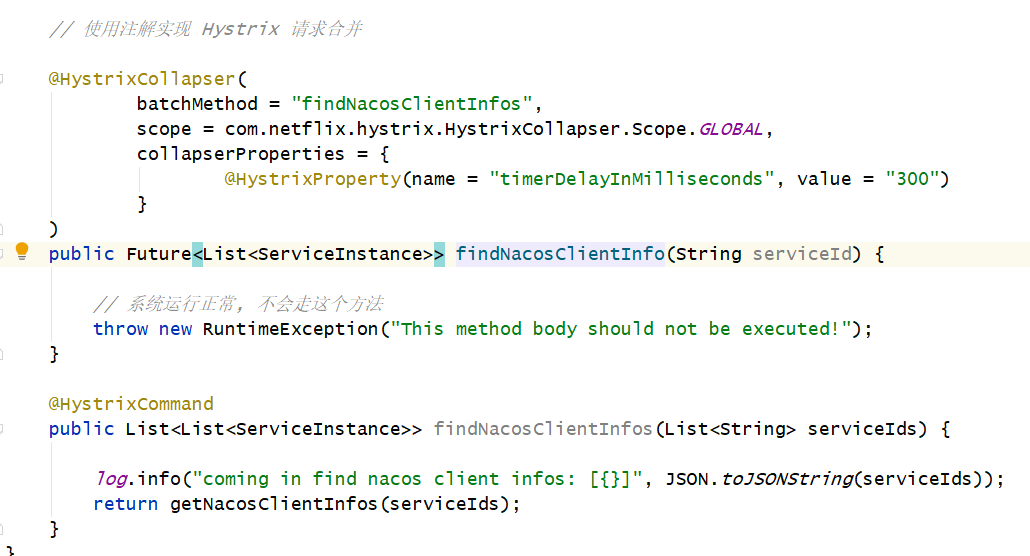 // 使用注解实现 Hystrix 请求合并
@HystrixCollapser(
batchMethod = "findNacosClientInfos",
scope = com.netflix.hystrix.HystrixCollapser.Scope.GLOBAL,
collapserProperties = {
@HystrixProperty(name = "timerDelayInMilliseconds", value = "300")
}
)
public Future<List<ServiceInstance>> findNacosClientInfo(String serviceId) {
// 系统运行正常, 不会走这个方法
throw new RuntimeException("This method body should not be executed!");
}
@HystrixCommand
public List<List<ServiceInstance>> findNacosClientInfos(List<String> serviceIds) {
log.info("coming in find nacos client infos: [{}]", JSON.toJSONString(serviceIds));
return getNacosClientInfos(serviceIds);
}
}